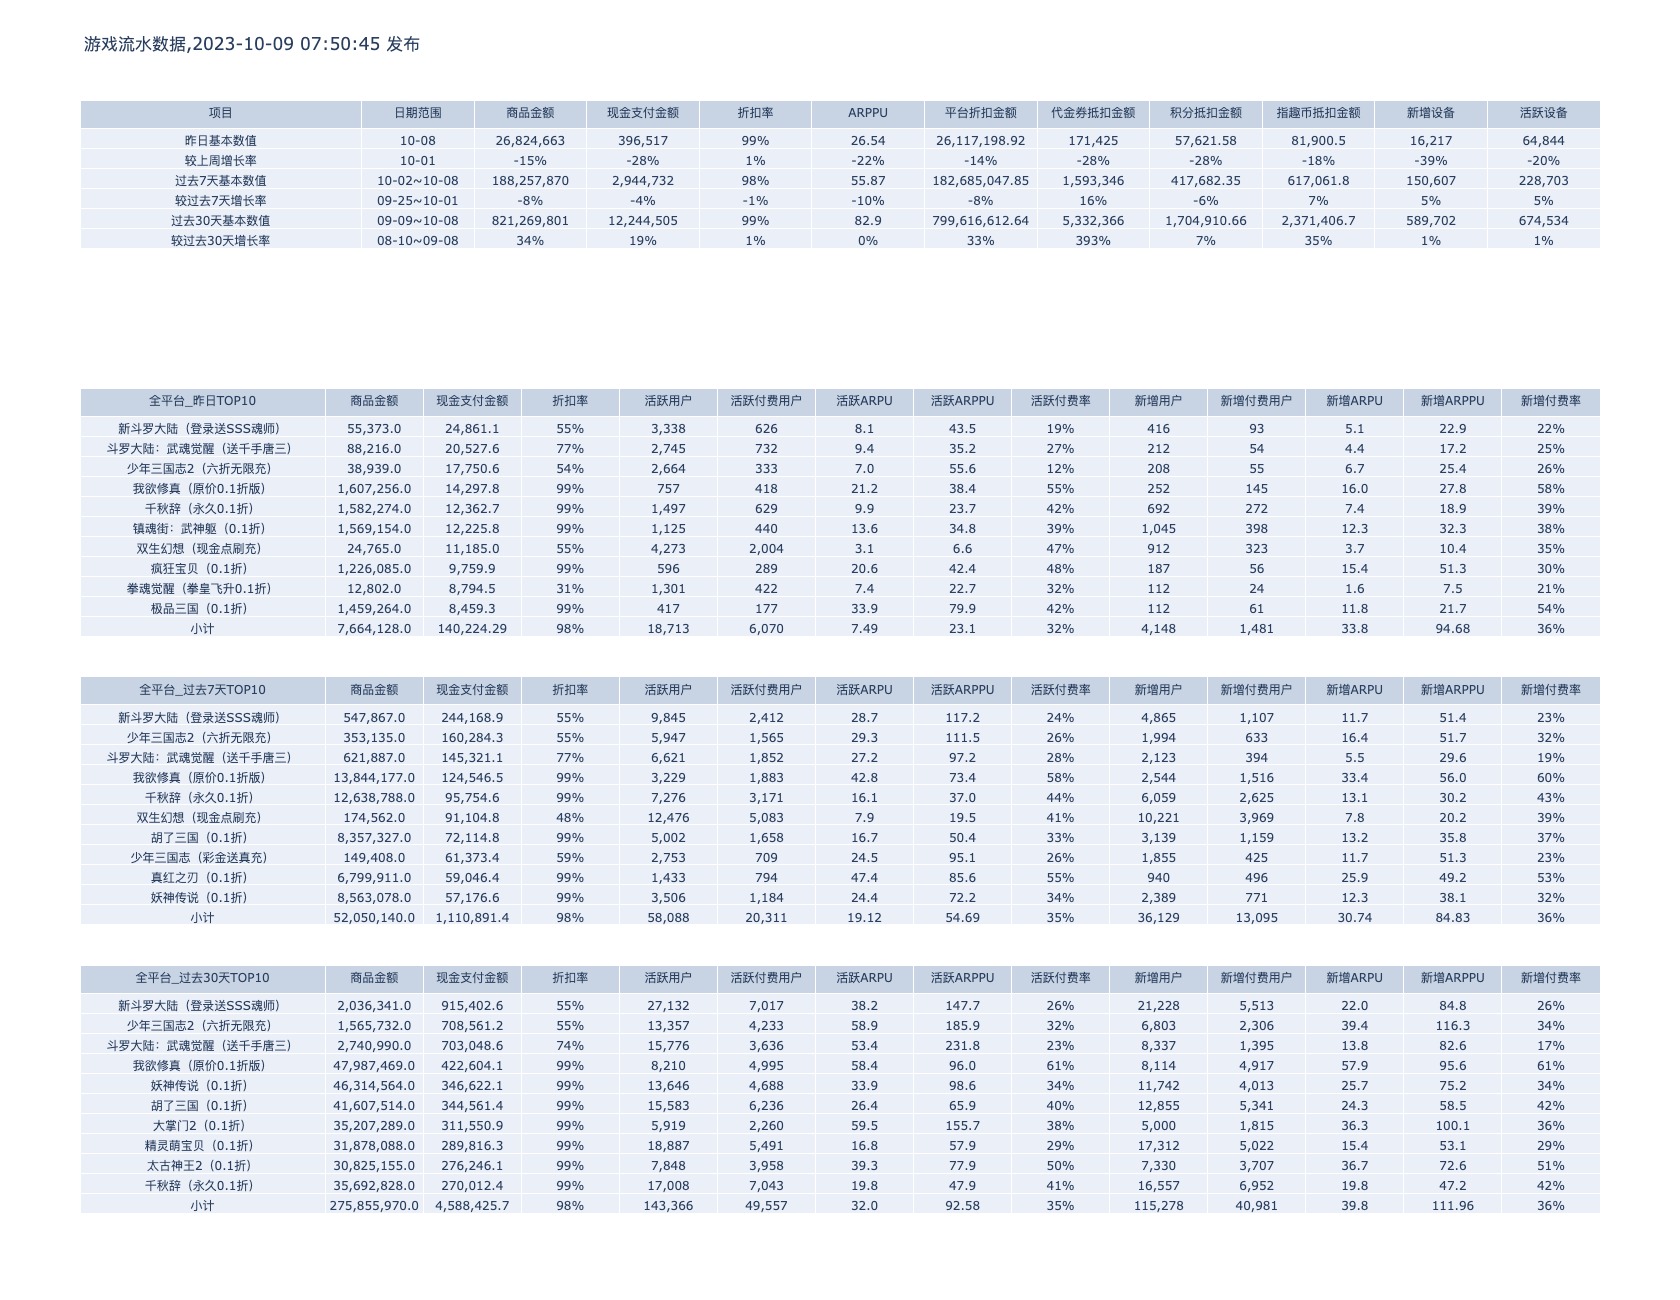 游戏流水数据,2023-10-09 07:50:45 发布
项目 日期范围 商品金额 现金支付金额 折扣率 ARPPU 平台折扣金额 代金券抵扣金额 积分抵扣金额 指趣币抵扣金额 新增设备 活跃设备
昨日基本数值 10-08 26,824,663 396,517 99% 26.54 26,117,198.92 171,425 57,621.58 81,900.5 16,217 64,844
较上周增长率 10-01 -15% -28% 1% -22% -14% -28% -28% -18% -39% -20%
过去7天基本数值 10-02~10-08 188,257,870 2,944,732 98% 55.87 182,685,047.85 1,593,346 417,682.35 617,061.8 150,607 228,703
较过去7天增长率 09-25~10-01 -8% -4% -1% -10% -8% 16% -6% 7% 5% 5%
过去30天基本数值 09-09~10-08 821,269,801 12,244,505 99% 82.9 799,616,612.64 5,332,366 1,704,910.66 2,371,406.7 589,702 674,534
较过去30天增长率 08-10~09-08 34% 19% 1% 0% 33% 393% 7% 35% 1% 1%
全平台_昨日TOP10 商品金额 现金支付金额 折扣率 活跃用户 活跃付费用户 活跃ARPU 活跃ARPPU 活跃付费率 新增用户 新增付费用户 新增ARPU 新增ARPPU 新增付费率
新斗罗大陆（登录送SSS魂师） 55,373.0 24,861.1 55% 3,338 626 8.1 43.5 19% 416 93 5.1 22.9 22%
斗罗大陆：武魂觉醒（送千手唐三） 88,216.0 20,527.6 77% 2,745 732 9.4 35.2 27% 212 54 4.4 17.2 25%
少年三国志2（六折无限充） 38,939.0 17,750.6 54% 2,664 333 7.0 55.6 12% 208 55 6.7 25.4 26%
我欲修真（原价0.1折版） 1,607,256.0 14,297.8 99% 757 418 21.2 38.4 55% 252 145 16.0 27.8 58%
千秋辞（永久0.1折） 1,582,274.0 12,362.7 99% 1,497 629 9.9 23.7 42% 692 272 7.4 18.9 39%
镇魂街：武神躯（0.1折） 1,569,154.0 12,225.8 99% 1,125 440 13.6 34.8 39% 1,045 398 12.3 32.3 38%
双生幻想（现金点刷充） 24,765.0 11,185.0 55% 4,273 2,004 3.1 6.6 47% 912 323 3.7 10.4 35%
疯狂宝贝（0.1折） 1,226,085.0 9,759.9 99% 596 289 20.6 42.4 48% 187 56 15.4 51.3 30%
拳魂觉醒（拳皇飞升0.1折） 12,802.0 8,794.5 31% 1,301 422 7.4 22.7 32% 112 24 1.6 7.5 21%
极品三国（0.1折） 1,459,264.0 8,459.3 99% 417 177 33.9 79.9 42% 112 61 11.8 21.7 54%
小计 7,664,128.0 140,224.29 98% 18,713 6,070 7.49 23.1 32% 4,148 1,481 33.8 94.68 36%
全平台_过去7天TOP10 商品金额 现金支付金额 折扣率 活跃用户 活跃付费用户 活跃ARPU 活跃ARPPU 活跃付费率 新增用户 新增付费用户 新增ARPU 新增ARPPU 新增付费率
新斗罗大陆（登录送SSS魂师） 547,867.0 244,168.9 55% 9,845 2,412 28.7 117.2 24% 4,865 1,107 11.7 51.4 23%
少年三国志2（六折无限充） 353,135.0 160,284.3 55% 5,947 1,565 29.3 111.5 26% 1,994 633 16.4 51.7 32%
斗罗大陆：武魂觉醒（送千手唐三） 621,887.0 145,321.1 77% 6,621 1,852 27.2 97.2 28% 2,123 394 5.5 29.6 19%
我欲修真（原价0.1折版） 13,844,177.0 124,546.5 99% 3,229 1,883 42.8 73.4 58% 2,544 1,516 33.4 56.0 60%
千秋辞（永久0.1折） 12,638,788.0 95,754.6 99% 7,276 3,171 16.1 37.0 44% 6,059 2,625 13.1 30.2 43%
双生幻想（现金点刷充） 174,562.0 91,104.8 48% 12,476 5,083 7.9 19.5 41% 10,221 3,969 7.8 20.2 39%
胡了三国（0.1折） 8,357,327.0 72,114.8 99% 5,002 1,658 16.7 50.4 33% 3,139 1,159 13.2 35.8 37%
少年三国志（彩金送真充） 149,408.0 61,373.4 59% 2,753 709 24.5 95.1 26% 1,855 425 11.7 51.3 23%
真红之刃（0.1折） 6,799,911.0 59,046.4 99% 1,433 794 47.4 85.6 55% 940 496 25.9 49.2 53%
妖神传说（0.1折） 8,563,078.0 57,176.6 99% 3,506 1,184 24.4 72.2 34% 2,389 771 12.3 38.1 32%
小计 52,050,140.0 1,110,891.4 98% 58,088 20,311 19.12 54.69 35% 36,129 13,095 30.74 84.83 36%
全平台_过去30天TOP10 商品金额 现金支付金额 折扣率 活跃用户 活跃付费用户 活跃ARPU 活跃ARPPU 活跃付费率 新增用户 新增付费用户 新增ARPU 新增ARPPU 新增付费率
新斗罗大陆（登录送SSS魂师） 2,036,341.0 915,402.6 55% 27,132 7,017 38.2 147.7 26% 21,228 5,513 22.0 84.8 26%
少年三国志2（六折无限充） 1,565,732.0 708,561.2 55% 13,357 4,233 58.9 185.9 32% 6,803 2,306 39.4 116.3 34%
斗罗大陆：武魂觉醒（送千手唐三） 2,740,990.0 703,048.6 74% 15,776 3,636 53.4 231.8 23% 8,337 1,395 13.8 82.6 17%
我欲修真（原价0.1折版） 47,987,469.0 422,604.1 99% 8,210 4,995 58.4 96.0 61% 8,114 4,917 57.9 95.6 61%
妖神传说（0.1折） 46,314,564.0 346,622.1 99% 13,646 4,688 33.9 98.6 34% 11,742 4,013 25.7 75.2 34%
胡了三国（0.1折） 41,607,514.0 344,561.4 99% 15,583 6,236 26.4 65.9 40% 12,855 5,341 24.3 58.5 42%
大掌门2（0.1折） 35,207,289.0 311,550.9 99% 5,919 2,260 59.5 155.7 38% 5,000 1,815 36.3 100.1 36%
精灵萌宝贝（0.1折） 31,878,088.0 289,816.3 99% 18,887 5,491 16.8 57.9 29% 17,312 5,022 15.4 53.1 29%
太古神王2（0.1折） 30,825,155.0 276,246.1 99% 7,848 3,958 39.3 77.9 50% 7,330 3,707 36.7 72.6 51%
千秋辞（永久0.1折） 35,692,828.0 270,012.4 99% 17,008 7,043 19.8 47.9 41% 16,557 6,952 19.8 47.2 42%
小计 275,855,970.0 4,588,425.7 98% 143,366 49,557 32.0 92.58 35% 115,278 40,981 39.8 111.96 36%